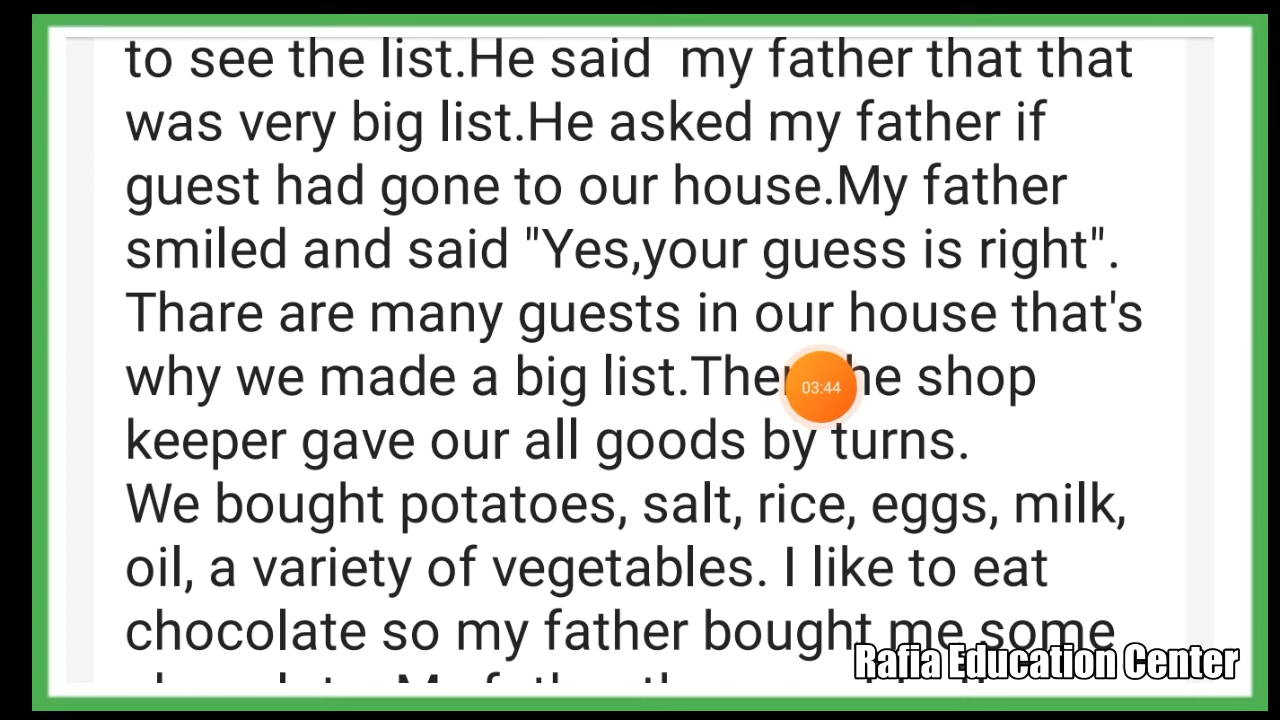 to see the list.He said  my father that that
was very big list.He asked my father if
guest had gone to our house.My father
smiled and said "Yes,your guess is right".
Thare are many guests in our house that's
why we made a big list. shop
03:44
keeper gave our all goods by turns.
We bought potatoes, salt, rice, eggs, milk,
oil, a variety of vegetables. I like to eat
chocolate so my father bought me some
Rafia Education Center